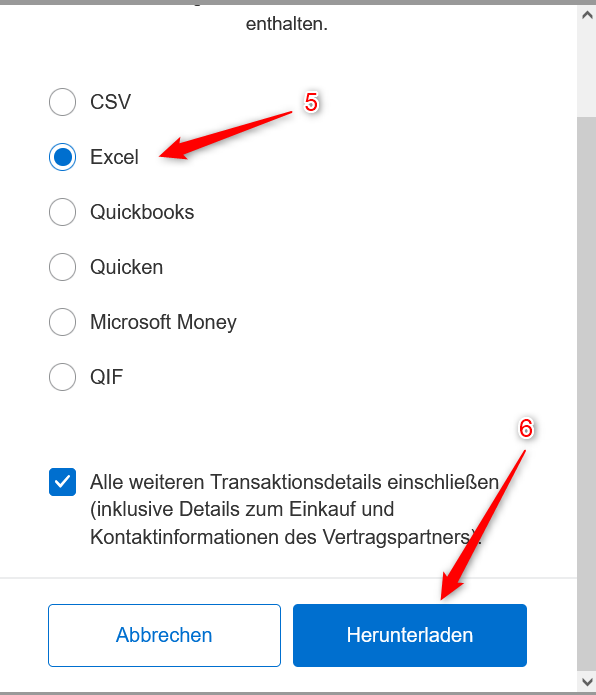 enthalten.
CSV
5
Excel
Quickbooks
Quicken
Microsoft Money
QIF
6
Alle weiteren Transaktionsdetails einschließen
(inklusive Details zum Einkauf und
Kontaktinformationen des Vertragspartners).
Abbrechen
Herunterladen